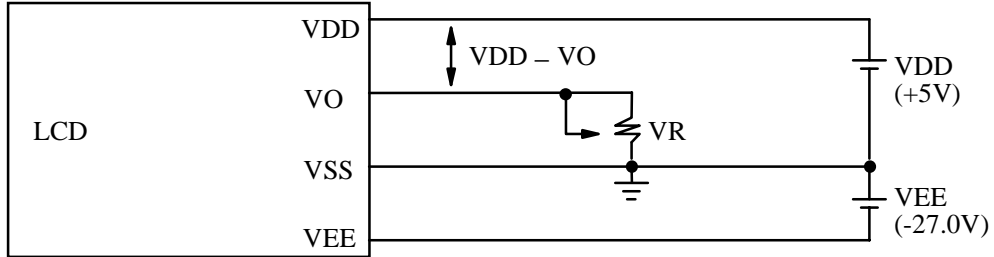 VDD
VDD – VO
VDD
(+5V)
VO
LCD
VR
VSS
VEE
(-27.0V)
VEE